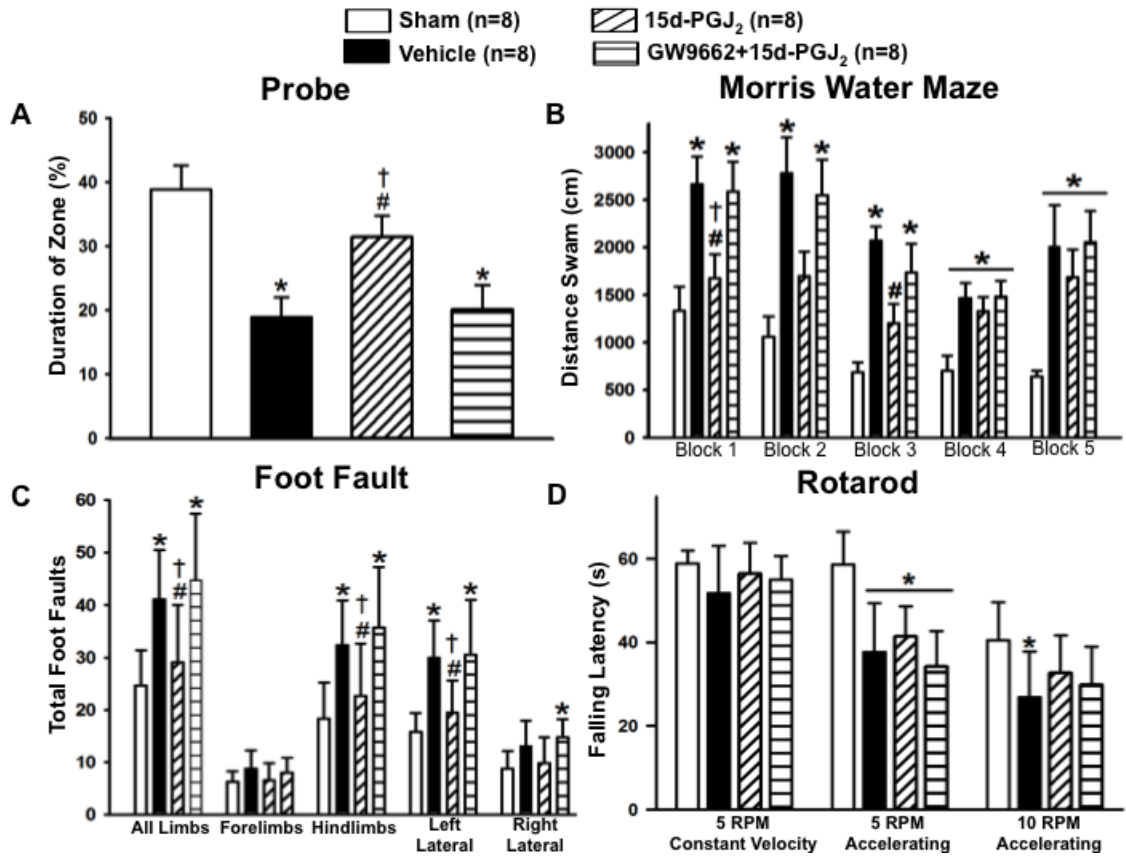 Sham (n=8)
Vehicle (n=8)
15d-PGJ2 (n=8)
GW9662+15d-PGJ2 (n=8)
A
Probe
Duration of Zone (%)
50
40
30
20
10
0
*
†
#
*
B
Morris Water Maze
Distance Swam (cm)
3000
2500
2000
1500
1000
500
0
* † # *
* *
* # *
*
*
Block 1 Block 2 Block 3 Block 4 Block 5
C
Foot Fault
Total Foot Faults
60
50
40
30
20
10
0
* † # *
* † # *
* † # *
*
All Limbs Forelimbs Hindlimbs Left Lateral Right Lateral
D
Rotarod
Falling Latency (s)
60
40
20
0
*
*
5 RPM
Constant Velocity
5 RPM
Accelerating
10 RPM
Accelerating